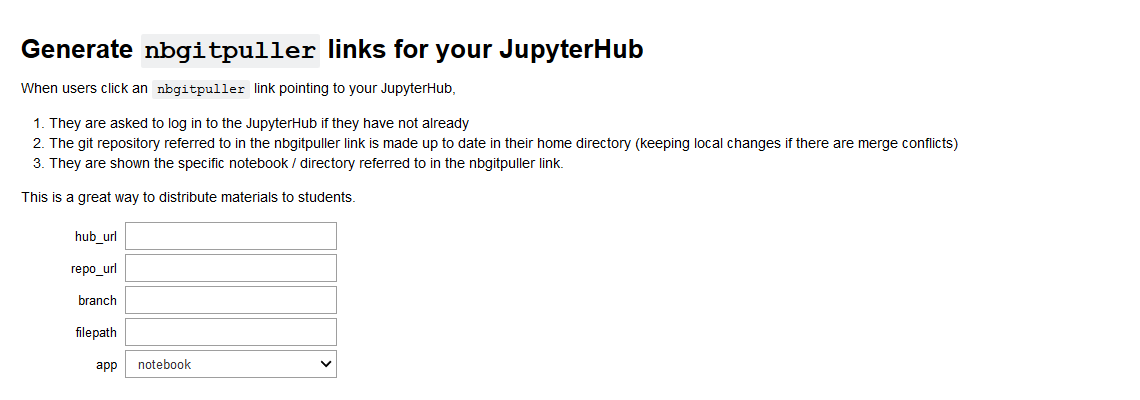 Generate nbgitpuller links for your JupyterHub
When users click an nbgitpuller link pointing to your JupyterHub,
1. They are asked to log in to the JupyterHub if they have not already
2. The git repository referred to in the nbgitpuller link is made up to date in their home directory (keeping local changes if there are merge conflicts)
3. They are shown the specific notebook / directory referred to in the nbgitpuller link.
This is a great way to distribute materials to students.
hub_url
repo_url
branch
filepath
app notebook